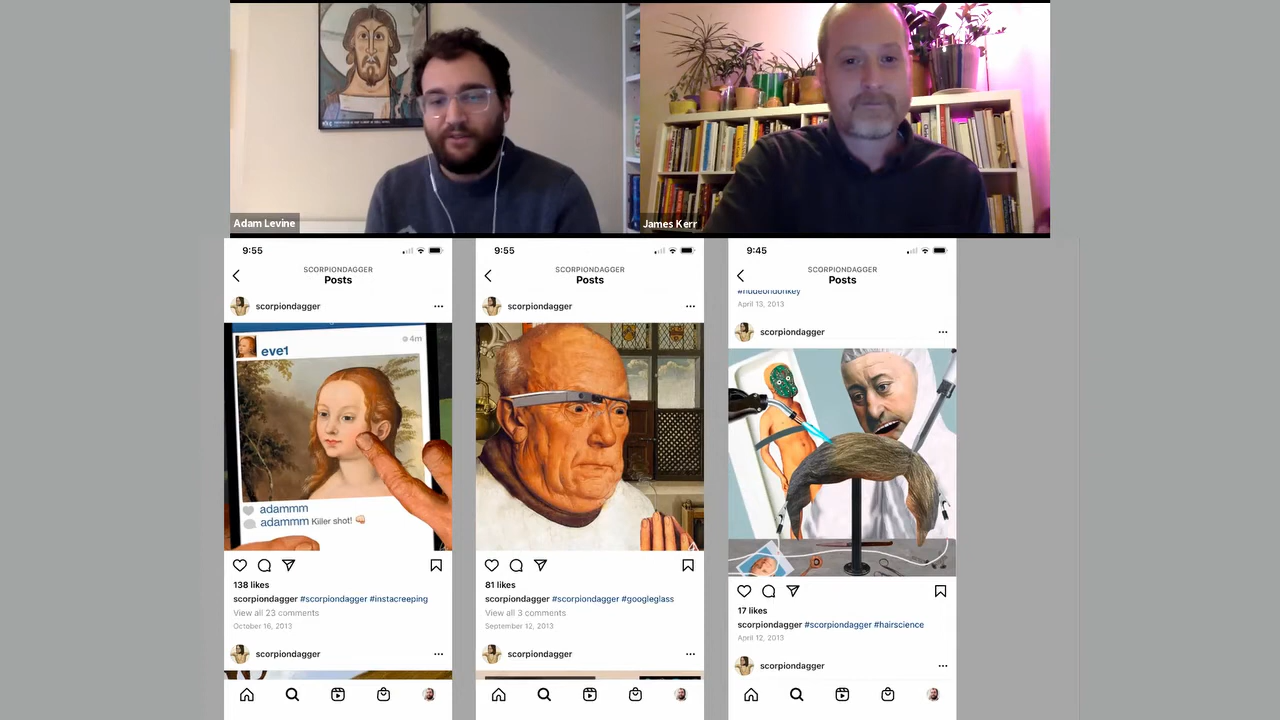 Adam Levine
James Kerr
9:55
SCORPIONDAGGER
Posts
scorpiondagger
4m
eve1
adammm
adammm Killer shot!
138 likes
scorpiondagger #scorpiondagger #instacreeping
View all 23 comments
October 16, 2013
scorpiondagger
9:55
SCORPIONDAGGER
Posts
scorpiondagger
81 likes
scorpiondagger #scorpiondagger #googleglass
View all 3 comments
September 12, 2013
scorpiondagger
9:45
SCORPIONDAGGER
Posts
#nudeondonkey
April 13, 2013
scorpiondagger
17 likes
scorpiondagger #scorpiondagger #hairscience
April 12, 2013
scorpiondagger